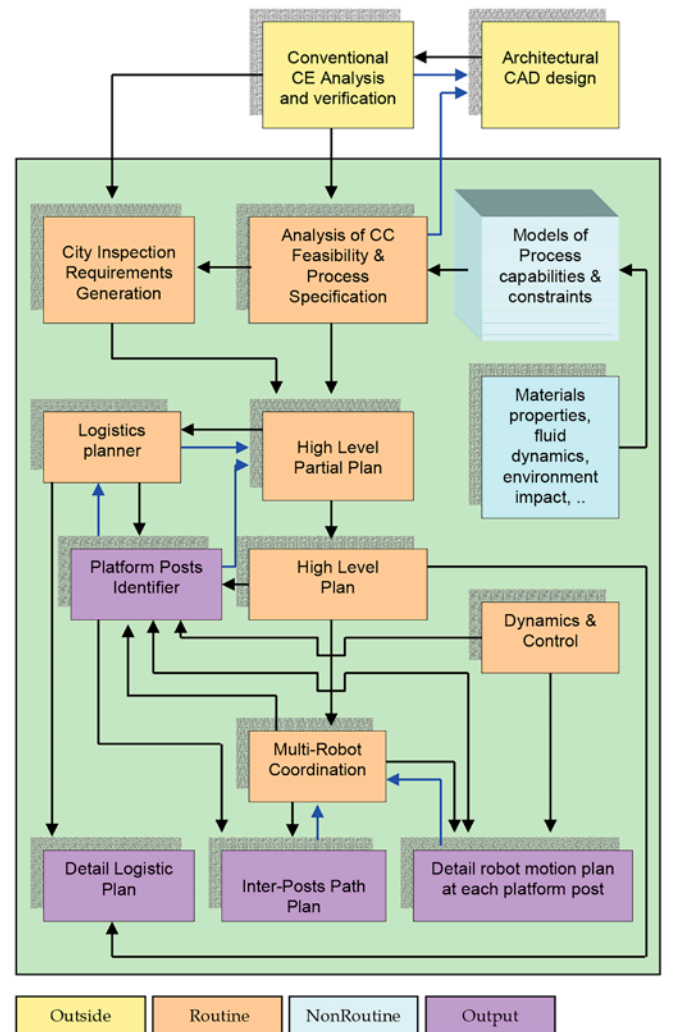 Conventional
CE Analysis
and verification
Architectural
CAD design
City Inspection
Requirements
Generation
Analysis of CC
Feasibility &
Process
Specification
Models of
Process
capabilities &
constraints
Materials
properties,
fluid
dynamics,
environment
impact, ..
Logistics
planner
High Level
Partial Plan
Platform Posts
Identifier
High Level
Plan
Dynamics &
Control
Multi-Robot
Coordination
Detail Logistic
Plan
Inter-Posts Path
Plan
Detail robot motion plan
at each platform post
Outside
Routine
NonRoutine
Output